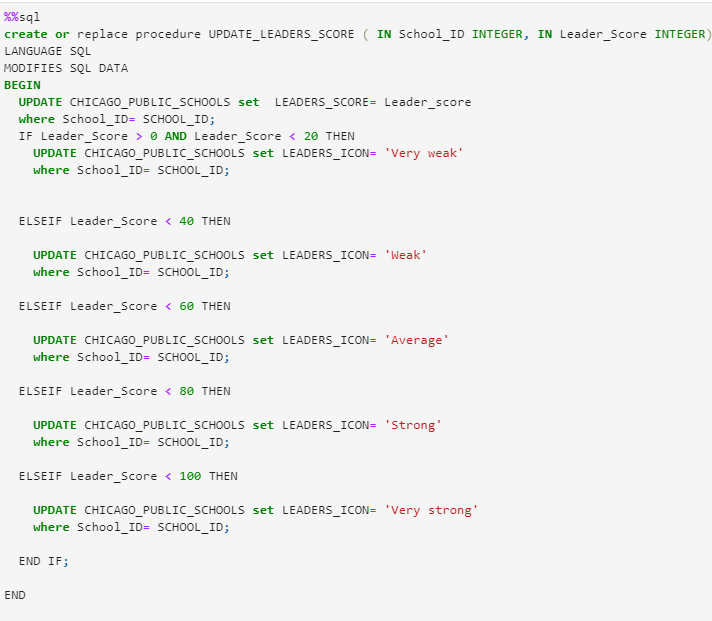 %%sql
create or replace procedure UPDATE_LEADERS_SCORE ( IN School_ID INTEGER, IN Leader_Score INTEGER)
LANGUAGE SQL
MODIFIES SQL DATA
BEGIN
UPDATE CHICAGO_PUBLIC_SCHOOLS set  LEADERS_SCORE= Leader_score
where School_ID= SCHOOL_ID;
IF Leader_Score > 0 AND Leader_Score < 20 THEN
UPDATE CHICAGO_PUBLIC_SCHOOLS set LEADERS_ICON= 'Very weak'
where School_ID= SCHOOL_ID;
ELSEIF Leader_Score < 40 THEN
UPDATE CHICAGO_PUBLIC_SCHOOLS set LEADERS_ICON= 'Weak'
where School_ID= SCHOOL_ID;
ELSEIF Leader_Score < 60 THEN
UPDATE CHICAGO_PUBLIC_SCHOOLS set LEADERS_ICON= 'Average'
where School_ID= SCHOOL_ID;
ELSEIF Leader_Score < 80 THEN
UPDATE CHICAGO_PUBLIC_SCHOOLS set LEADERS_ICON= 'Strong'
where School_ID= SCHOOL_ID;
ELSEIF Leader_Score < 100 THEN
UPDATE CHICAGO_PUBLIC_SCHOOLS set LEADERS_ICON= 'Very strong'
where School_ID= SCHOOL_ID;
END IF;
END